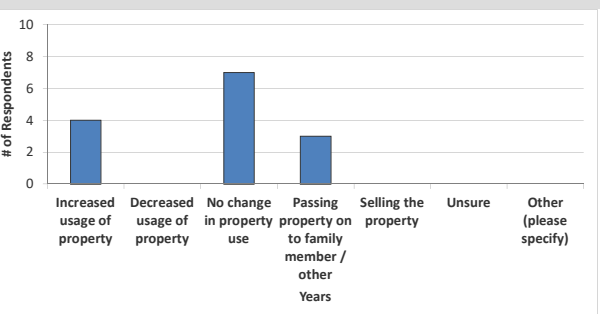 10
8
6
4
2
0
# of Respondents
Increased
usage of
property
Decreased
usage of
property
No change
in property
use
Passing
property on
to family
member /
other
Selling the
property
Unsure
Other
(please
specify)
Years